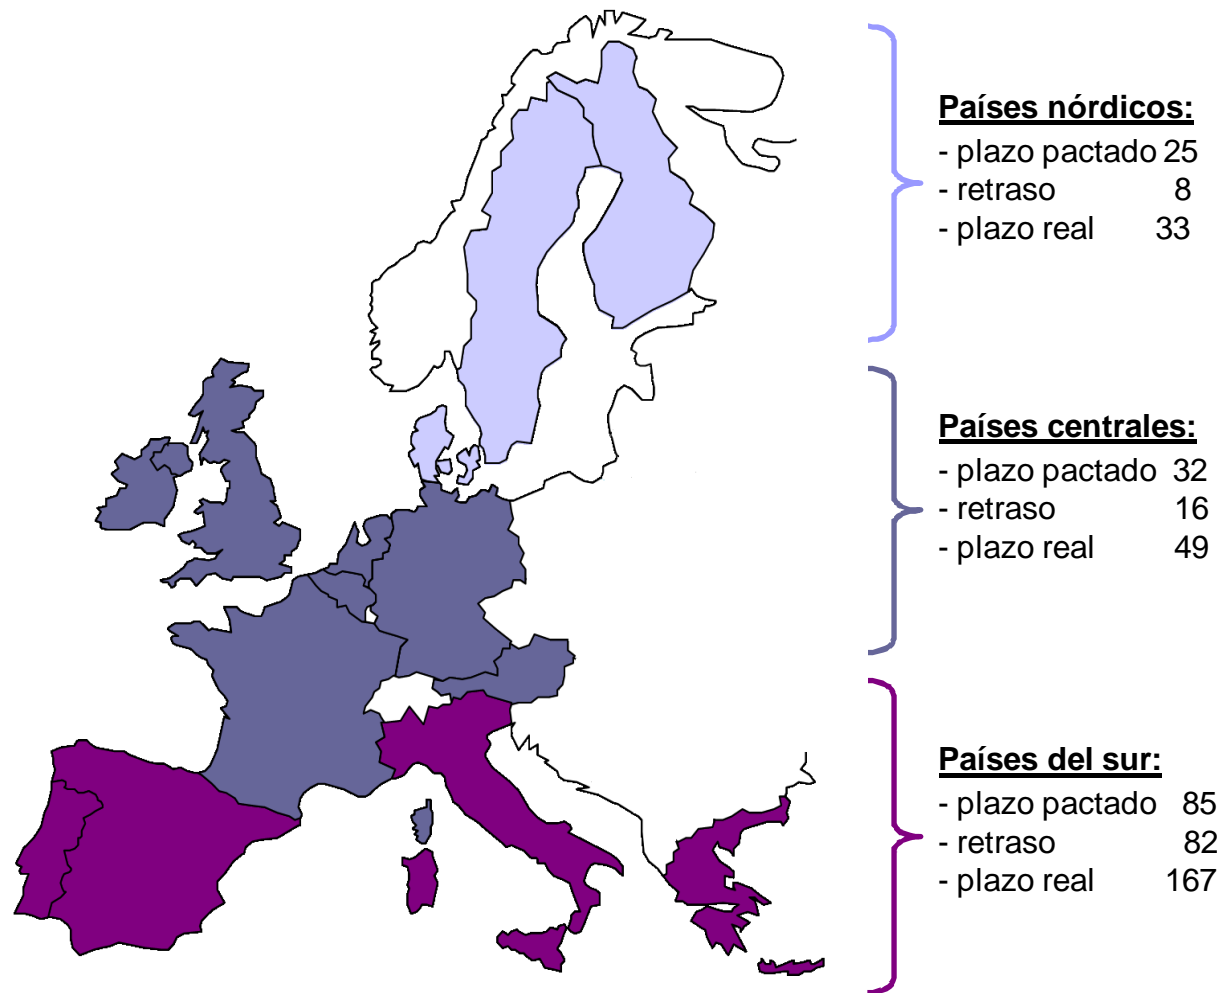 Países nórdicos:
- plazo pactado 25
- retraso 8
- plazo real 33
Países centrales:
- plazo pactado 32
- retraso 16
- plazo real 49
Países del sur:
- plazo pactado 85
- retraso 82
- plazo real 167